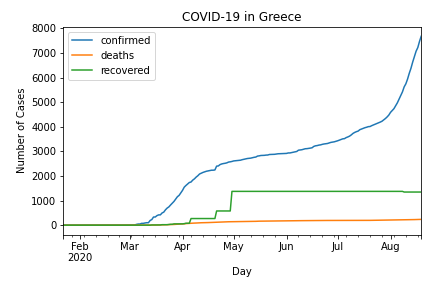 COVID-19 in Greece
confirmed
deaths
recovered
8000
7000
6000
5000
4000
3000
2000
1000
0
Number of Cases
Feb Mar Apr May Jun Jul Aug
2020
Day